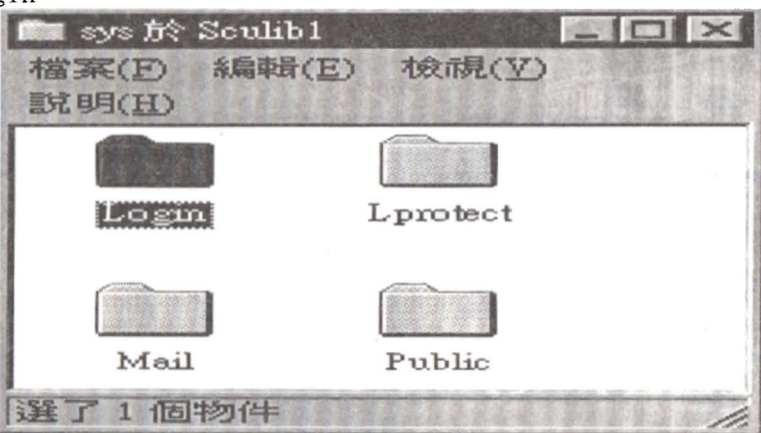 sys 於 Sculib1
檔案(F) 編輯(E) 檢視(V)
說明(H)
Login Lprotect
Mail Public
選了 1 個物件